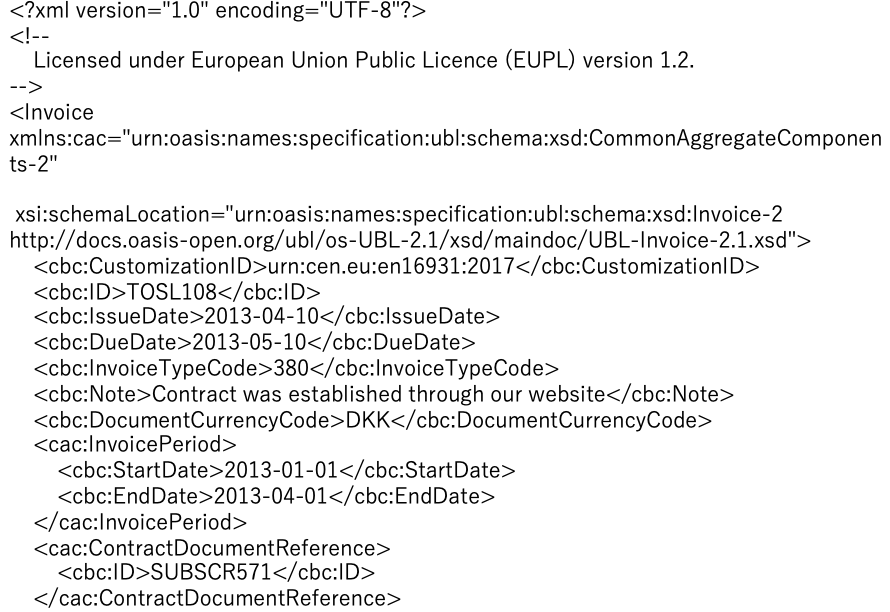 <?xml version="1.0" encoding="UTF-8"?>
<!--
    Licensed under European Union Public Licence (EUPL) version 1.2.
-->
<Invoice
xmlns:cac="urn:oasis:names:specification:ubl:schema:xsd:CommonAggregateComponen
ts-2"

 xsi:schemaLocation="urn:oasis:names:specification:ubl:schema:xsd:Invoice-2
http://docs.oasis-open.org/ubl/os-UBL-2.1/xsd/maindoc/UBL-Invoice-2.1.xsd">
    <cbc:CustomizationID>urn:cen.eu:en16931:2017</cbc:CustomizationID>
    <cbc:ID>TOSL108</cbc:ID>
    <cbc:IssueDate>2013-04-10</cbc:IssueDate>
    <cbc:DueDate>2013-05-10</cbc:DueDate>
    <cbc:InvoiceTypeCode>380</cbc:InvoiceTypeCode>
    <cbc:Note>Contract was established through our website</cbc:Note>
    <cbc:DocumentCurrencyCode>DKK</cbc:DocumentCurrencyCode>
    <cac:InvoicePeriod>
        <cbc:StartDate>2013-01-01</cbc:StartDate>
        <cbc:EndDate>2013-04-01</cbc:EndDate>
    </cac:InvoicePeriod>
    <cac:ContractDocumentReference>
        <cbc:ID>SUBSCR571</cbc:ID>
    </cac:ContractDocumentReference>